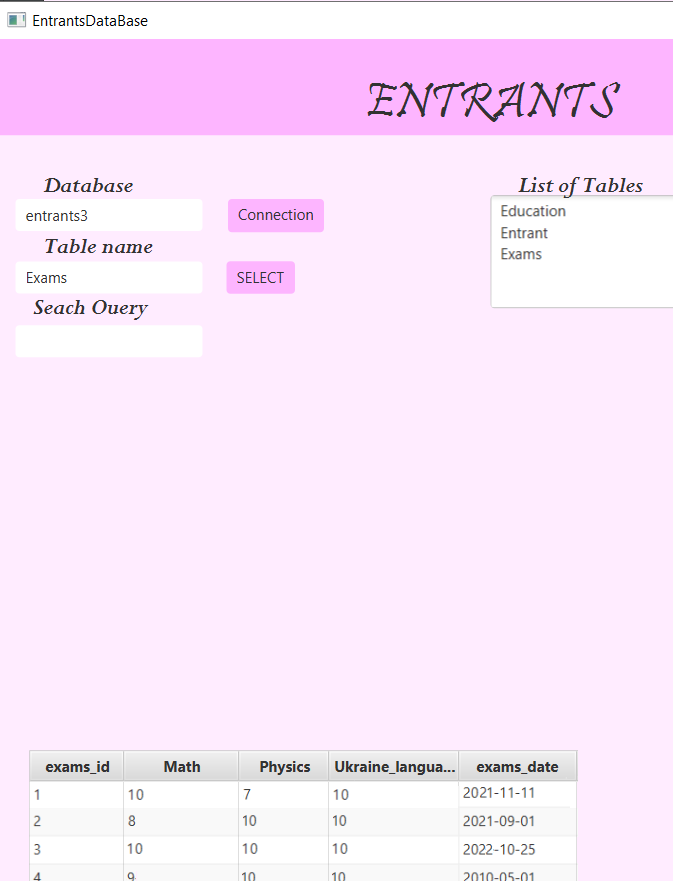 EntrantsDataBase
ENTRANTS
Database
List of Tables
entrants3
Connection
Education
Table name
Entrant
Exams
SELECT
Exams
Seach Ouery
exams_id Math Physics Ukraine_langua... exams_date
1 10 7 10 2021-11-11
2 8 10 10 2021-09-01
3 10 10 10 2022-10-25
4 9 10 10 2010-05-01